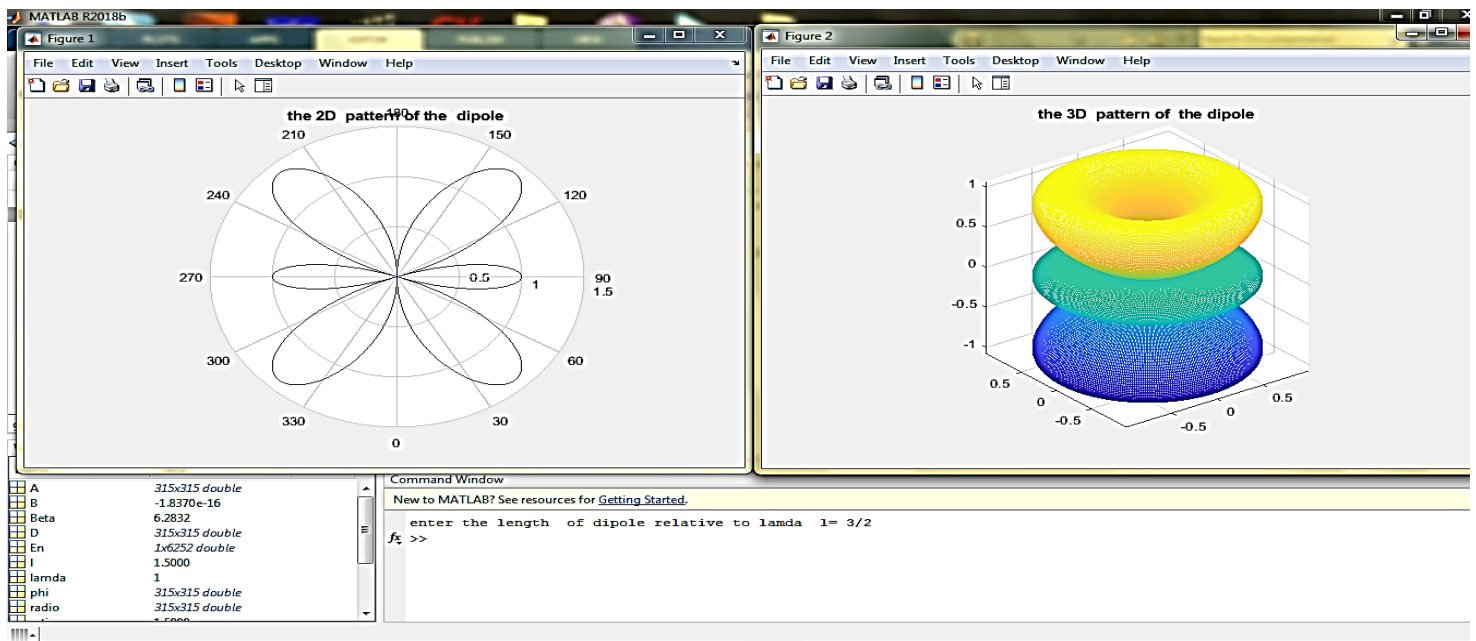 MATLAB R2018b
Figure 1
File Edit View Insert Tools Desktop Window Help
the 2D pattern of the dipole
180
210
150
240
120
270
0.5
1
90
1.5
300
60
330
30
0
Figure 2
File Edit View Insert Tools Desktop Window Help
the 3D pattern of the dipole
1
0.5
0
-0.5
-1
0.5
0
-0.5
-0.5
0
0.5
A 315x315 double
B -1.8370e-16
Beta 6.2832
D 315x315 double
En 1x6252 double
l 1.5000
lamda 1
phi 315x315 double
radio 315x315 double
Command Window
New to MATLAB? See resources for Getting Started.
enter the length of dipole relative to lamda l= 3/2
fx >>